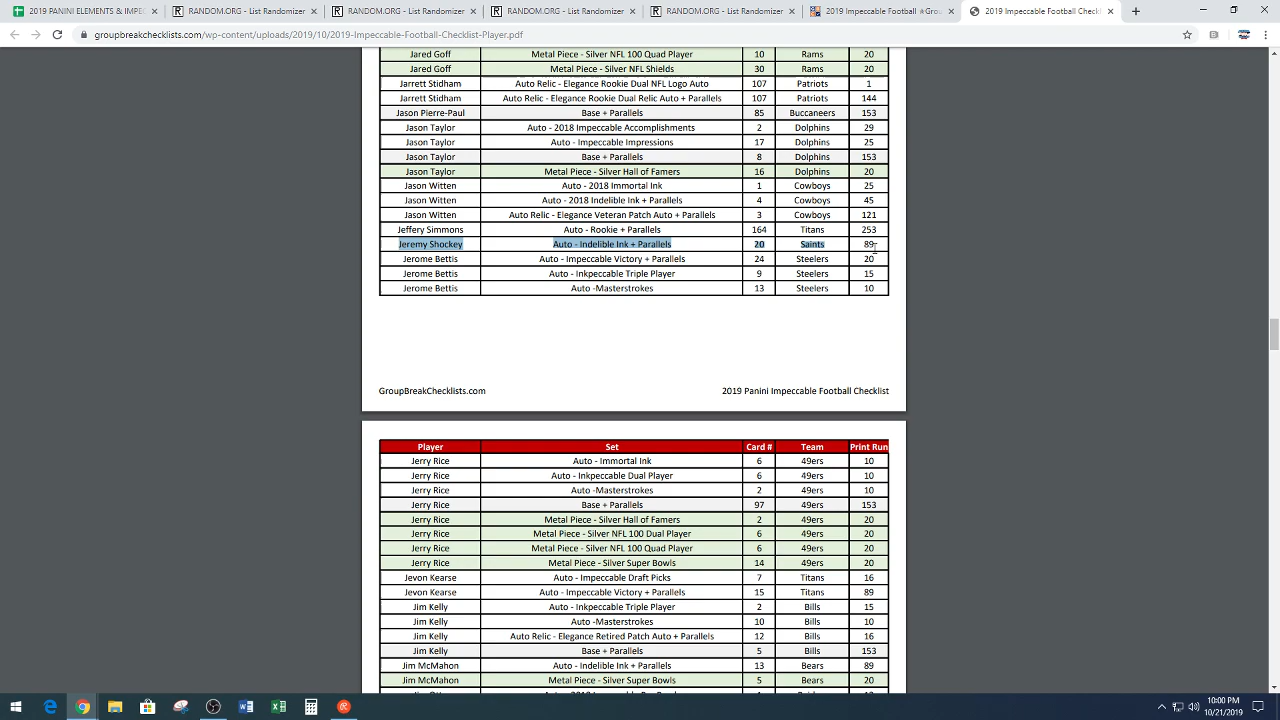 2019 PANINI ELEMENTS & IMPEC
RANDOM.ORG - List Randomizer
RANDOM.ORG - List Randomizer
RANDOM.ORG - List Randomizer
RANDOM.ORG - List Randomizer
2019 Impeccable Football
2019 Impeccable Football Checkli
groupbreakchecklists.com/wp-content/uploads/2019/10/2019-Impeccable-Football-Checklist-Player.pdf
Jared Goff Metal Piece - Silver NFL 100 Quad Player 10 Rams 20
Jared Goff Metal Piece - Silver NFL Shields 30 Rams 20
Jarrett Stidham Auto Relic - Elegance Rookie Dual NFL Logo Auto 107 Patriots 1
Jarrett Stidham Auto Relic - Elegance Rookie Dual Relic Auto + Parallels 107 Patriots 144
Jason Pierre-Paul Base + Parallels 85 Buccaneers 153
Jason Taylor Auto - 2018 Impeccable Accomplishments 2 Dolphins 29
Jason Taylor Auto - Impeccable Impressions 17 Dolphins 25
Jason Taylor Base + Parallels 8 Dolphins 153
Jason Taylor Metal Piece - Silver Hall of Famers 16 Dolphins 20
Jason Witten Auto - 2018 Immortal Ink 1 Cowboys 25
Jason Witten Auto - 2018 Indelible Ink + Parallels 4 Cowboys 45
Jason Witten Auto Relic - Elegance Veteran Patch Auto + Parallels 3 Cowboys 121
Jeffery Simmons Auto - Rookie + Parallels 164 Titans 253
Jeremy Shockey Auto - Indelible Ink + Parallels 20 Saints 89
Jerome Bettis Auto - Impeccable Victory + Parallels 24 Steelers 20
Jerome Bettis Auto - Inkpeccable Triple Player 9 Steelers 15
Jerome Bettis Auto -Masterstrokes 13 Steelers 10
GroupBreakChecklists.com 2019 Panini Impeccable Football Checklist
Player Set Card # Team Print Run
Jerry Rice Auto - Immortal Ink 6 49ers 10
Jerry Rice Auto - Inkpeccable Dual Player 6 49ers 10
Jerry Rice Auto -Masterstrokes 2 49ers 10
Jerry Rice Base + Parallels 97 49ers 153
Jerry Rice Metal Piece - Silver Hall of Famers 2 49ers 20
Jerry Rice Metal Piece - Silver NFL 100 Dual Player 6 49ers 20
Jerry Rice Metal Piece - Silver NFL 100 Quad Player 6 49ers 20
Jerry Rice Metal Piece - Silver Super Bowls 14 49ers 20
Jevon Kearse Auto - Impeccable Draft Picks 7 Titans 16
Jevon Kearse Auto - Impeccable Victory + Parallels 15 Titans 89
Jim Kelly Auto - Inkpeccable Triple Player 2 Bills 15
Jim Kelly Auto -Masterstrokes 10 Bills 10
Jim Kelly Auto Relic - Elegance Retired Patch Auto + Parallels 12 Bills 16
Jim Kelly Base + Parallels 5 Bills 153
Jim McMahon Auto - Indelible Ink + Parallels 13 Bears 89
Jim McMahon Metal Piece - Silver Super Bowls 5 Bears 20
10:00 PM
10/21/2019